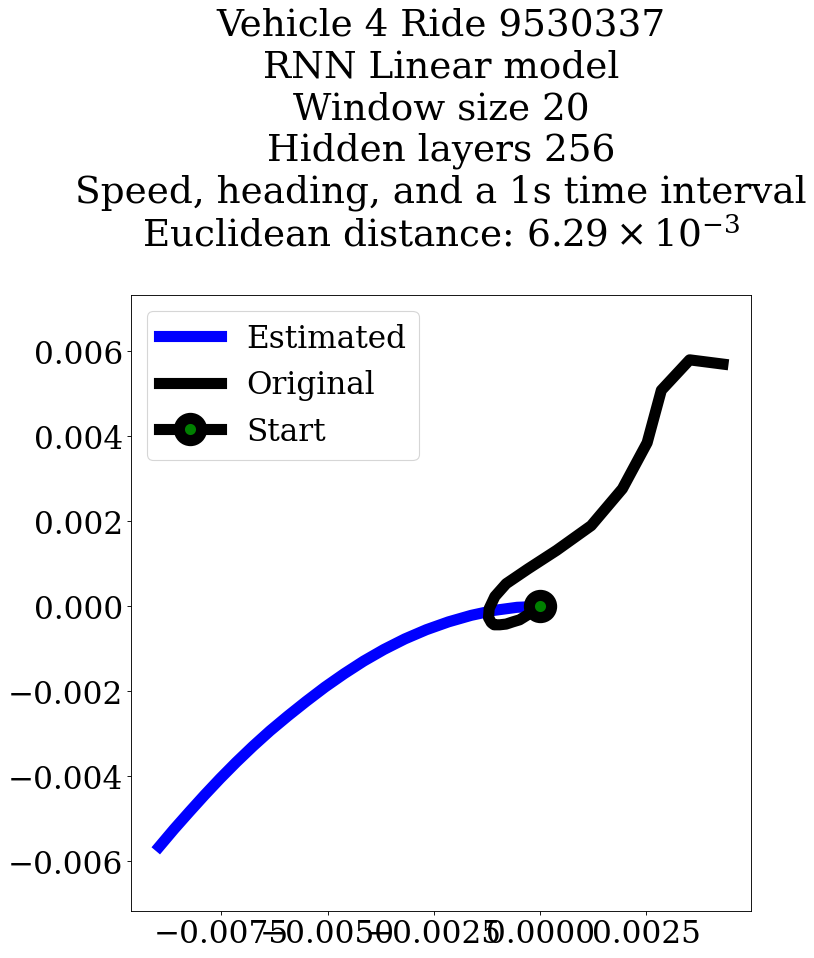 Vehicle 4 Ride 9530337
RNN Linear model
Window size 20
Hidden layers 256
Speed, heading, and a 1s time interval
Euclidean distance: 6.29 × 10⁻³
Estimated
Original
Start
0.006
0.004
0.002
0.000
−0.002
−0.004
−0.006
−0.0075 −0.0050 −0.0025 0.0000 0.0025